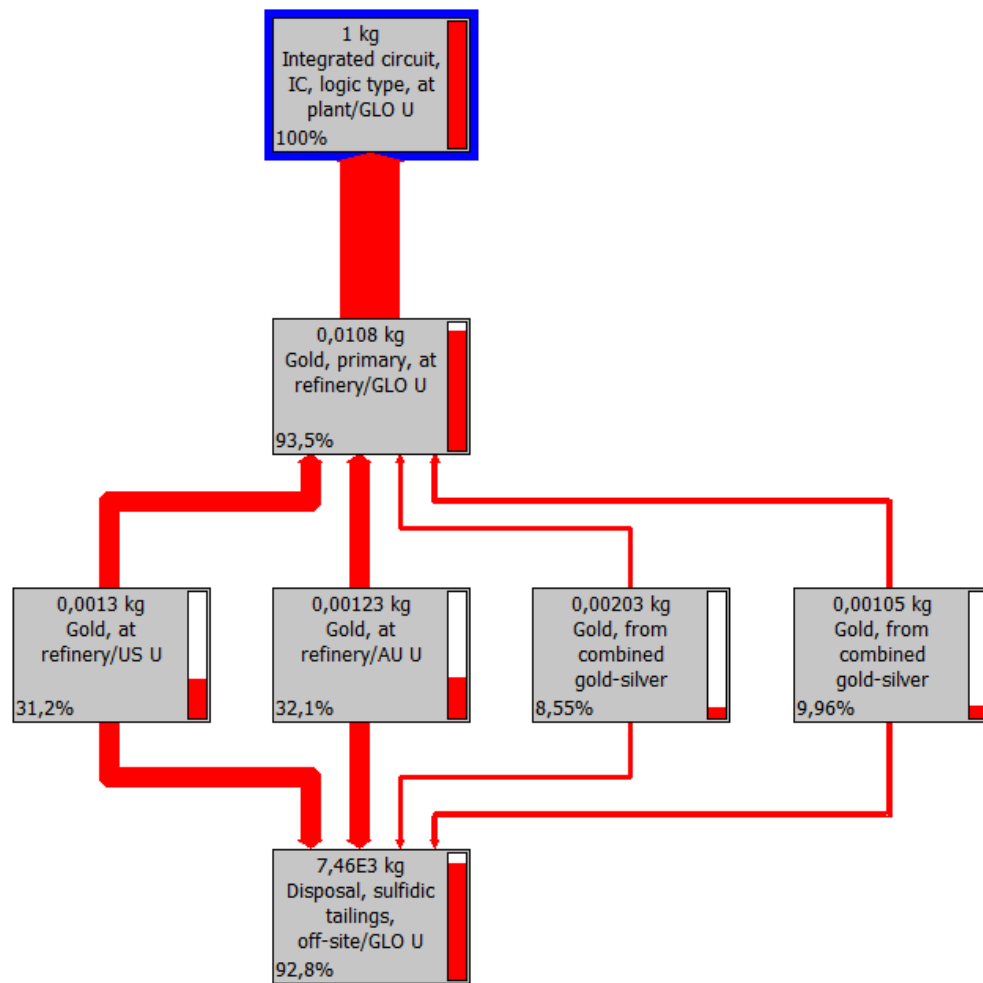 1 kg
Integrated circuit,
IC, logic type, at
plant/GLO U
100%
0,0108 kg
Gold, primary, at
refinery/GLO U
93,5%
0,0013 kg
Gold, at
refinery/US U
31,2%
0,00123 kg
Gold, at
refinery/AU U
32,1%
0,00203 kg
Gold, from
combined
gold-silver
8,55%
0,00105 kg
Gold, from
combined
gold-silver
9,96%
7,46E3 kg
Disposal, sulfidic
tailings,
off-site/GLO U
92,8%